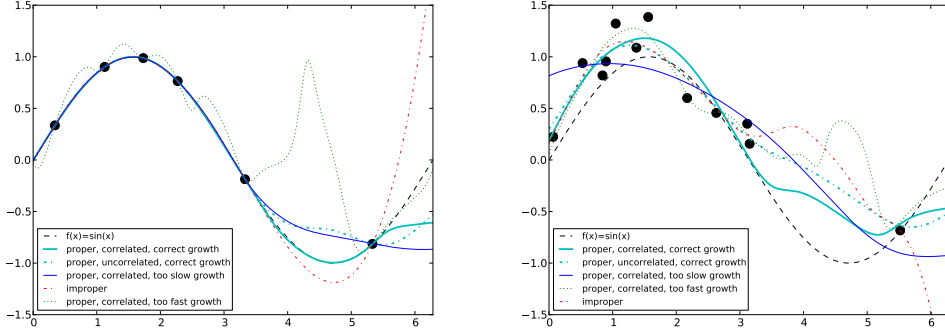 1.5
1.0
0.5
0.0
−0.5
−1.0
−1.5
0
1
2
3
4
5
6
f(x)=sin(x)
proper, correlated, correct growth
proper, uncorrelated, correct growth
proper, correlated, too slow growth
improper
proper, correlated, too fast growth
1.5
1.0
0.5
0.0
−0.5
−1.0
−1.5
0
1
2
3
4
5
6
f(x)=sin(x)
proper, correlated, correct growth
proper, uncorrelated, correct growth
proper, correlated, too slow growth
proper, correlated, too fast growth
improper